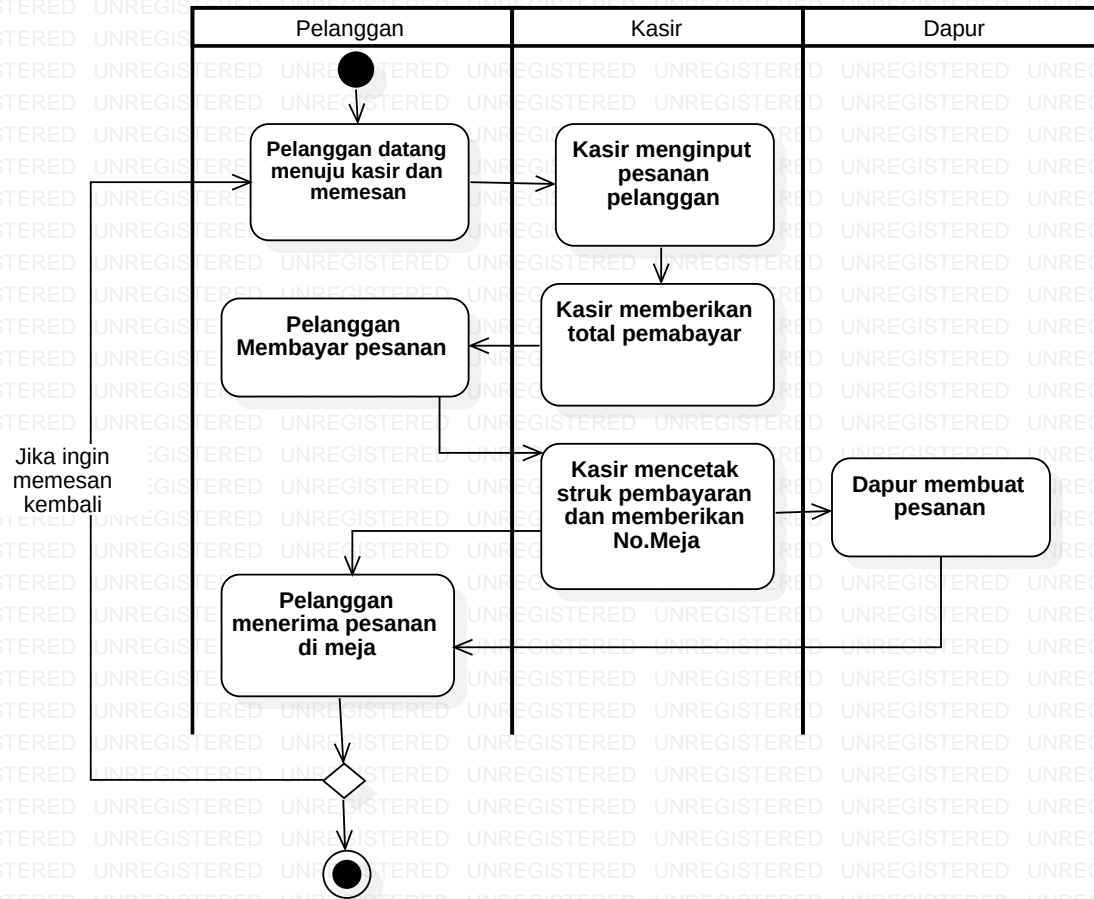 Pelanggan
Kasir
Dapur
Pelanggan datang
menuju kasir dan
memesan
Kasir menginput
pesanan
pelanggan
Kasir memberikan
total pemabayar
Pelanggan
Membayar pesanan
Jika ingin
memesan
kembali
Kasir mencetak
struk pembayaran
dan memberikan
No.Meja
Dapur membuat
pesanan
Pelanggan
menerima pesanan
di meja
UNREGISTERED